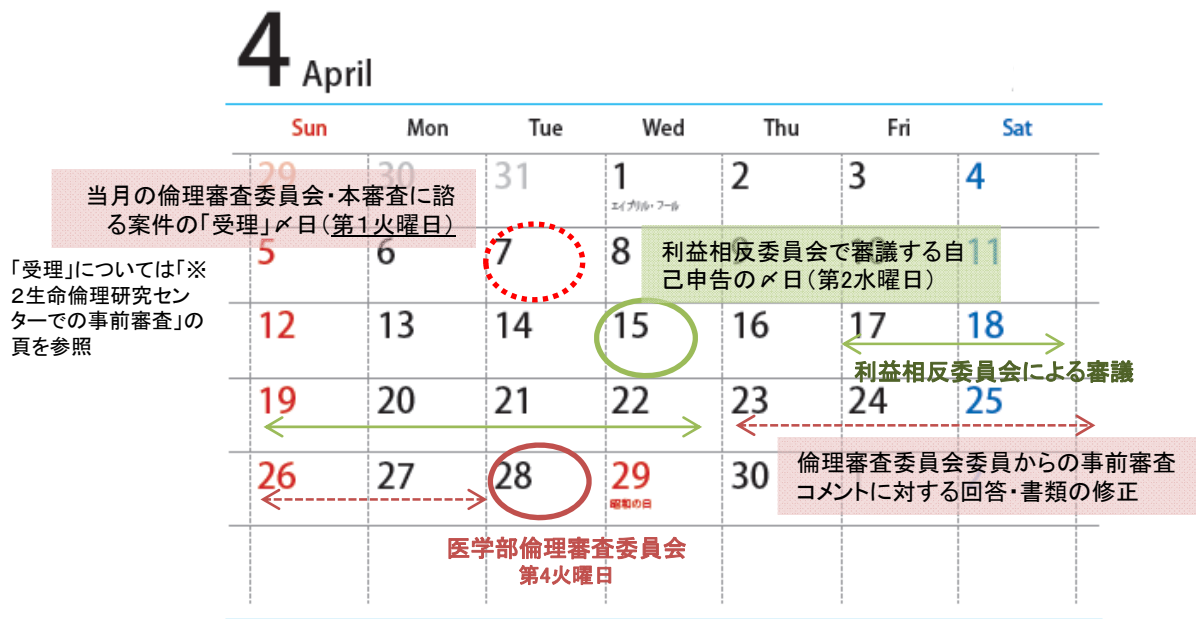 4 April
Sun Mon Tue Wed Thu Fri Sat
29 30 31 1 2 3 4
エイプリル・フール
当月の倫理審査委員会・本審査に諮
る案件の「受理」〆日(第1火曜日)
5 6 7 8 9 10 11
利益相反委員会で審議する自
己申告の〆日(第2水曜日)
「受理」については「※
2生命倫理研究セン
ターでの事前審査」の
頁を参照
12 13 14 15 16 17 18
利益相反委員会による審議
19 20 21 22 23 24 25
26 27 28 29 30
昭和の日
倫理審査委員会委員からの事前審査
コメントに対する回答・書類の修正
医学部倫理審査委員会
第4火曜日